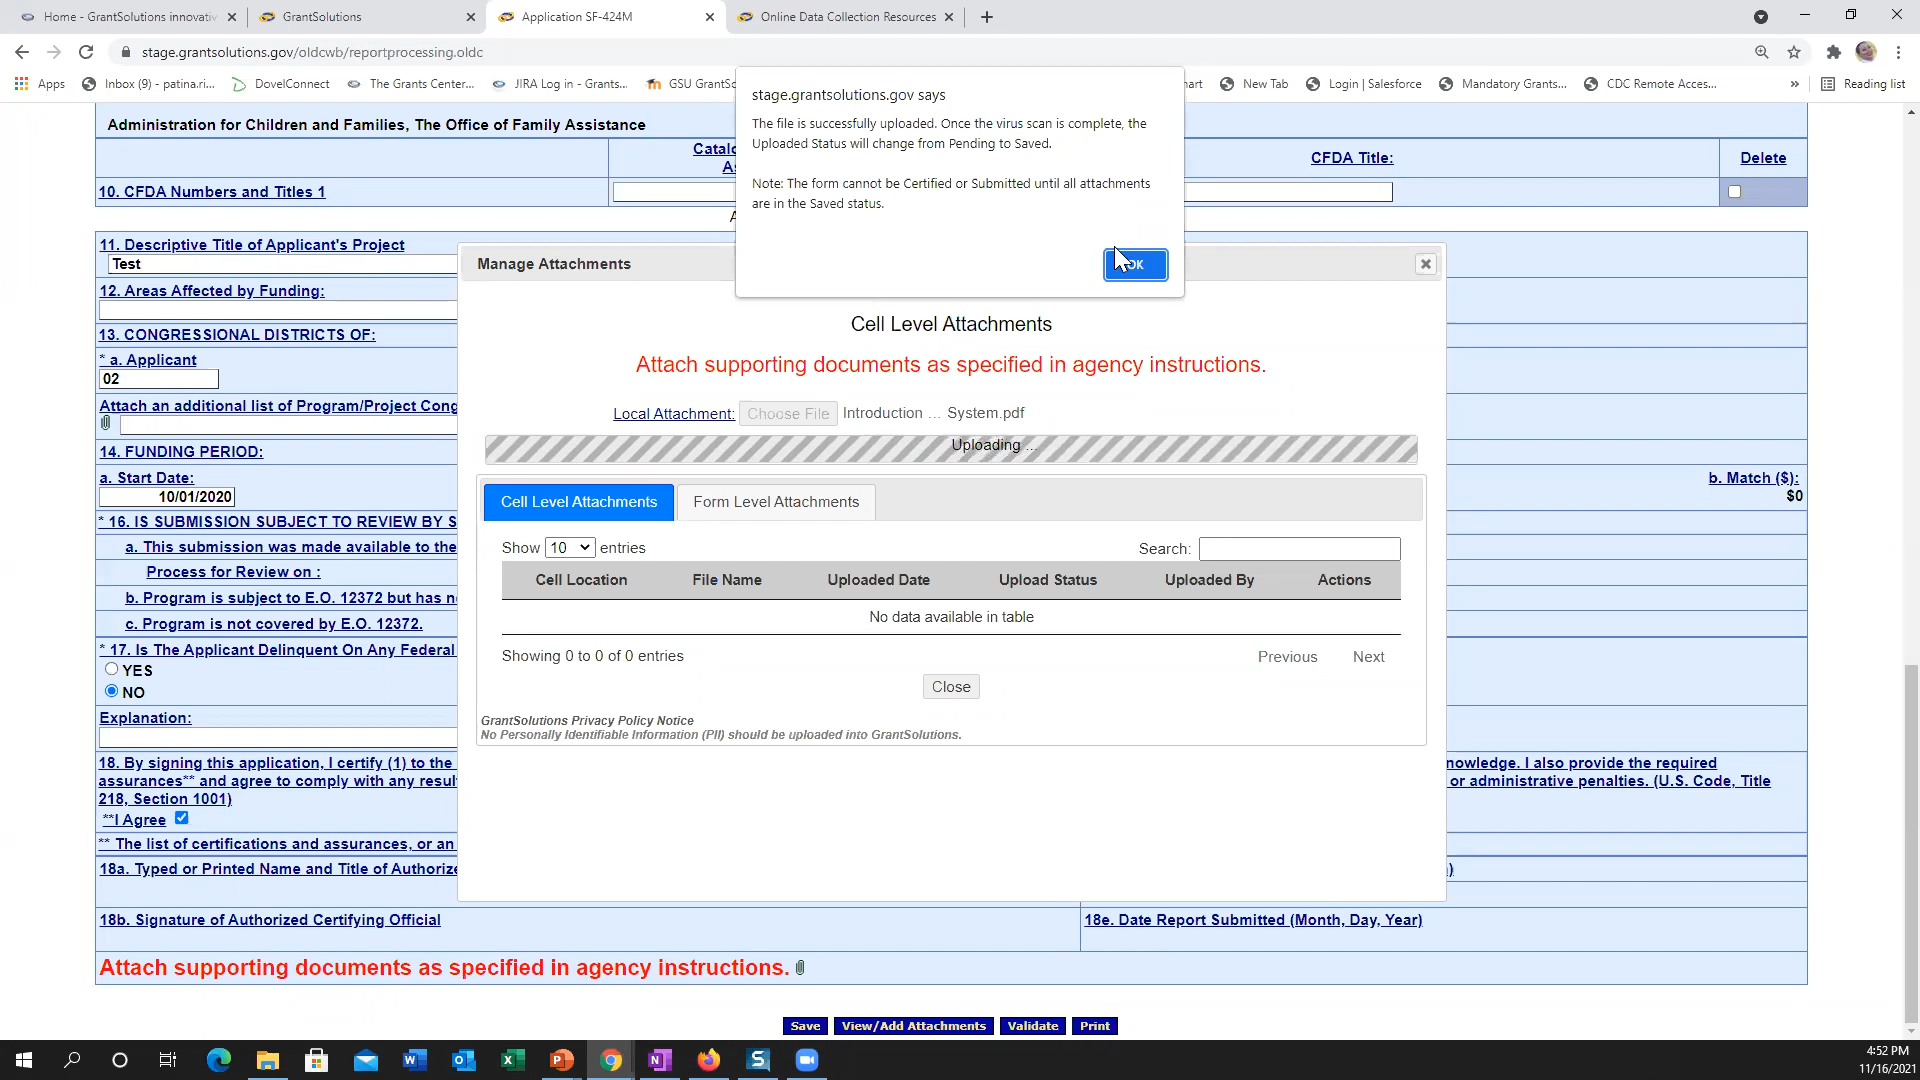 Home - GrantSolutions innovativ
GrantSolutions
Application SF-424M
Online Data Collection Resources
stage.grantsolutions.gov/oldcwb/reportprocessing.oldc
Apps
Inbox (9) - patina.ri...
DovelConnect
The Grants Center...
JIRA Log in - Grants...
GSU GrantSo
New Tab
Login | Salesforce
Mandatory Grants...
CDC Remote Acces...
Reading list
stage.grantsolutions.gov says
The file is successfully uploaded. Once the virus scan is complete, the
Uploaded Status will change from Pending to Saved.
Note: The form cannot be Certified or Submitted until all attachments
are in the Saved status.
OK
Administration for Children and Families, The Office of Family Assistance
CFDA Title:
Delete
10. CFDA Numbers and Titles 1
11. Descriptive Title of Applicant's Project
Test
12. Areas Affected by Funding:
13. CONGRESSIONAL DISTRICTS OF:
* a. Applicant
02
Attach an additional list of Program/Project Cong
14. FUNDING PERIOD:
a. Start Date:
10/01/2020
b. Match ($):
$0
* 16. IS SUBMISSION SUBJECT TO REVIEW BY S
a. This submission was made available to the
Process for Review on :
b. Program is subject to E.O. 12372 but has n
c. Program is not covered by E.O. 12372.
* 17. Is The Applicant Delinquent On Any Federal
YES
NO
Explanation:
18. By signing this application, I certify (1) to the
nowledge. I also provide the required
assurances** and agree to comply with any resul
or administrative penalties. (U.S. Code, Title
218, Section 1001)
**I Agree
** The list of certifications and assurances, or an
18a. Typed or Printed Name and Title of Authorize
18b. Signature of Authorized Certifying Official
18e. Date Report Submitted (Month, Day, Year)
Attach supporting documents as specified in agency instructions.
Save
View/Add Attachments
Validate
Print
Manage Attachments
Cell Level Attachments
Attach supporting documents as specified in agency instructions.
Local Attachment:
Choose File
Introduction ... System.pdf
Uploading ...
Cell Level Attachments
Form Level Attachments
Show 10 entries
Search:
Cell Location
File Name
Uploaded Date
Upload Status
Uploaded By
Actions
No data available in table
Showing 0 to 0 of 0 entries
Previous
Next
Close
GrantSolutions Privacy Policy Notice
No Personally Identifiable Information (PII) should be uploaded into GrantSolutions.
4:52 PM
11/16/2021